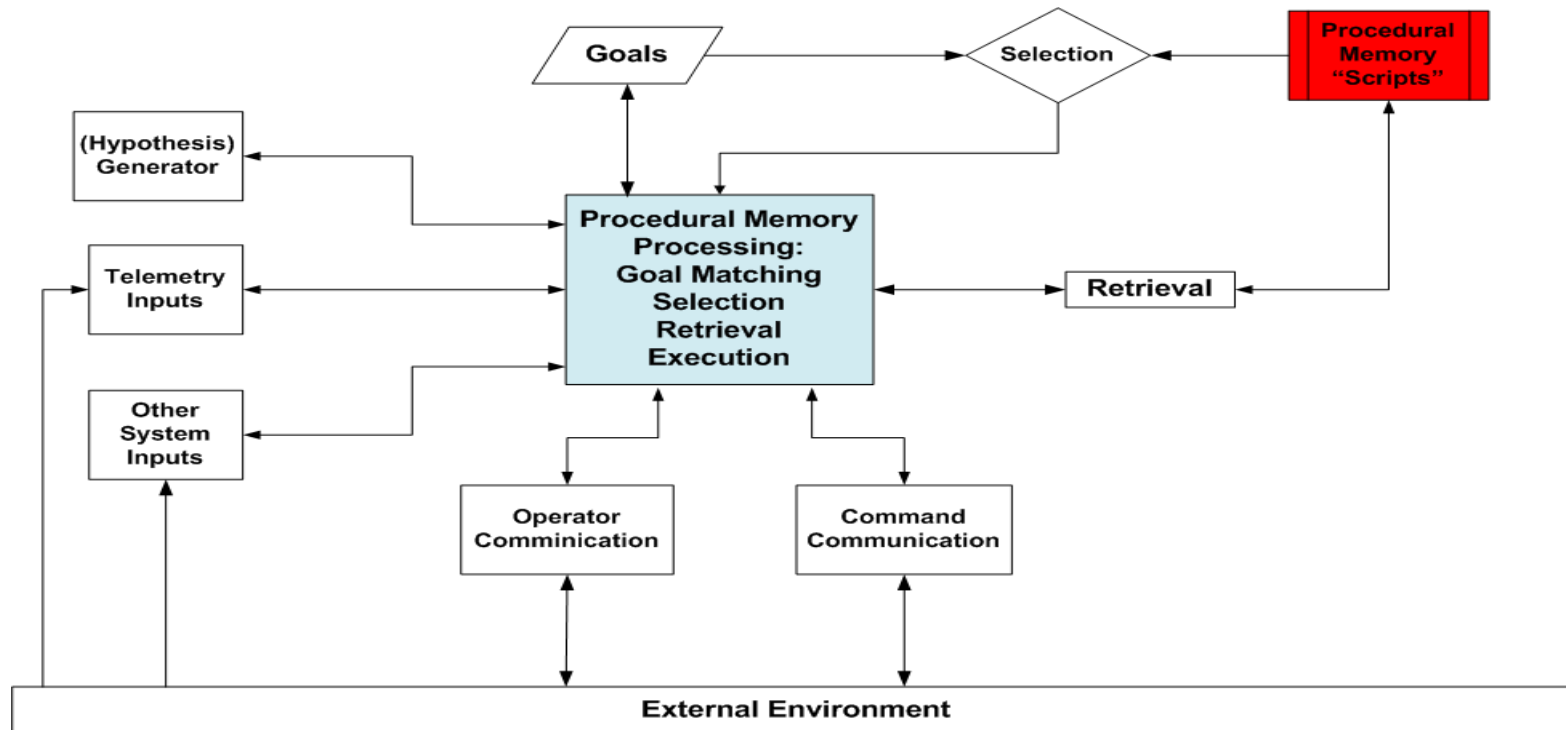 Goals
Selection
Procedural
Memory
“Scripts”
(Hypothesis)
Generator
Procedural Memory
Processing:
Goal Matching
Selection
Retrieval
Execution
Telemetry
Inputs
Retrieval
Other
System
Inputs
Operator
Comminication
Command
Communication
External Environment